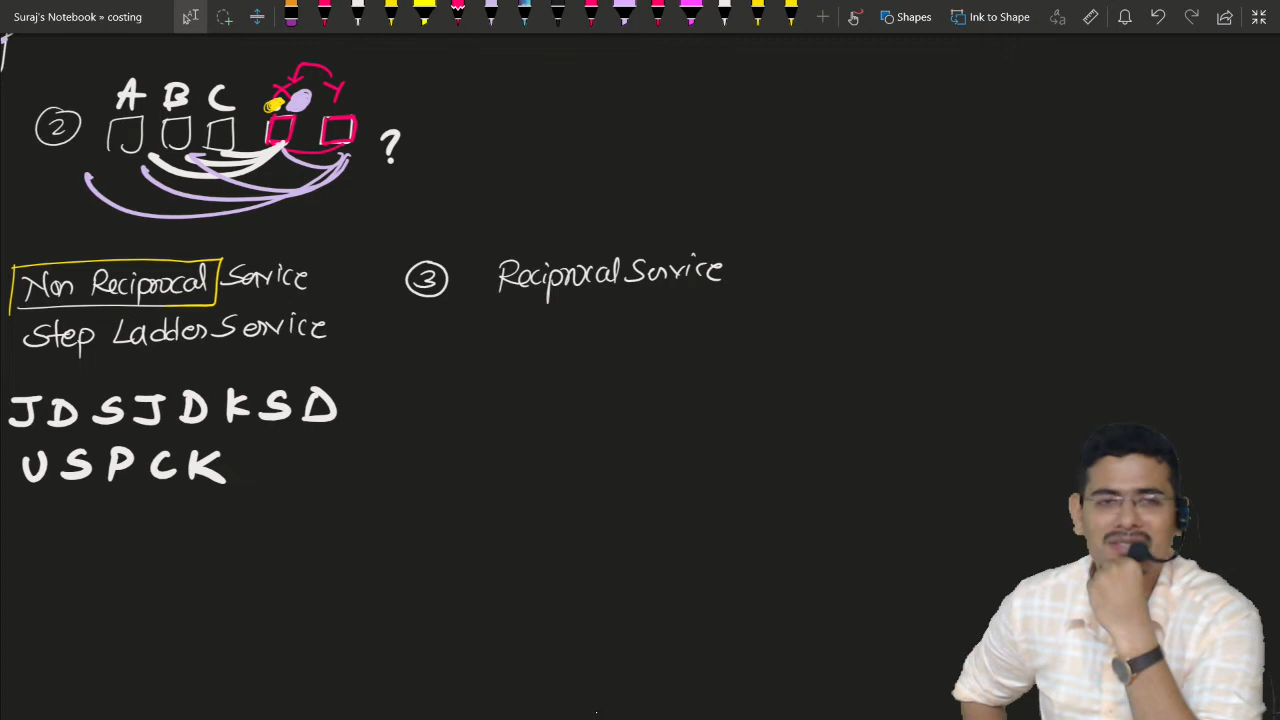 Suraj's Notebook » costing
Shapes
Ink to Shape
A B C X Y
② ?
Non Reciprocal Service
Step Ladder Service
③ Reciprocal Service
J D S J D K S D
U S P C K